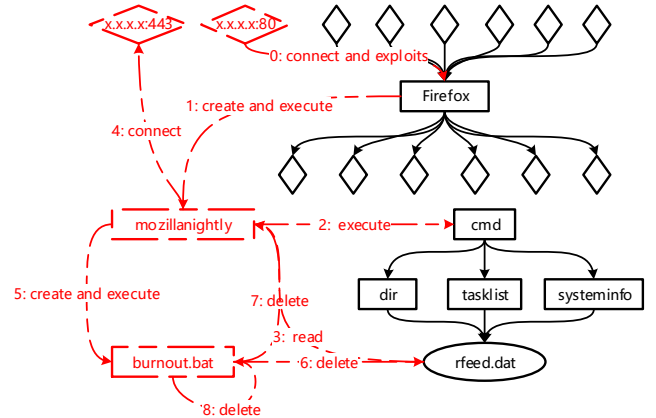 x.x.x.x:443
x.x.x.x:80
0: connect and exploits
Firefox
1: create and execute
4: connect
mozillanightly
2: execute
cmd
5: create and execute
7: delete
dir
tasklist
systeminfo
3: read
burnout.bat
6: delete
rfeed.dat
8: delete